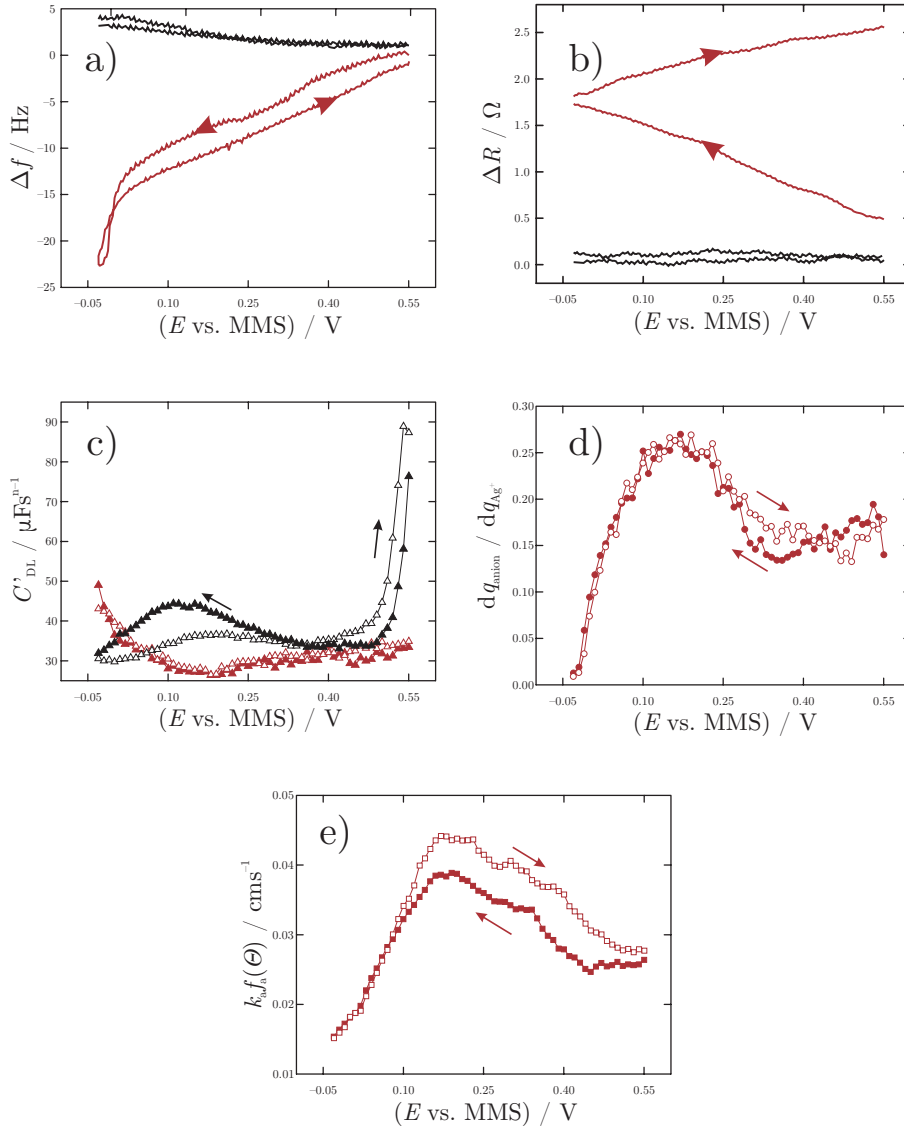 a)
5
0
−5
−10
−15
−20
−25
Δf / Hz
−0.05 0.10 0.25 0.40 0.55
(E vs. MMS) / V
b)
2.5
2.0
1.5
1.0
0.5
0.0
ΔR / Ω
−0.05 0.10 0.25 0.40 0.55
(E vs. MMS) / V
c)
90
80
70
60
50
40
30
C'DL / μFsⁿ⁻¹
−0.05 0.10 0.25 0.40 0.55
(E vs. MMS) / V
d)
0.30
0.25
0.20
0.15
0.10
0.05
0.00
dqanion / dqAg⁺
−0.05 0.10 0.25 0.40 0.55
(E vs. MMS) / V
e)
0.05
0.04
0.03
0.02
0.01
kafa(Θ) / cms⁻¹
−0.05 0.10 0.25 0.40 0.55
(E vs. MMS) / V